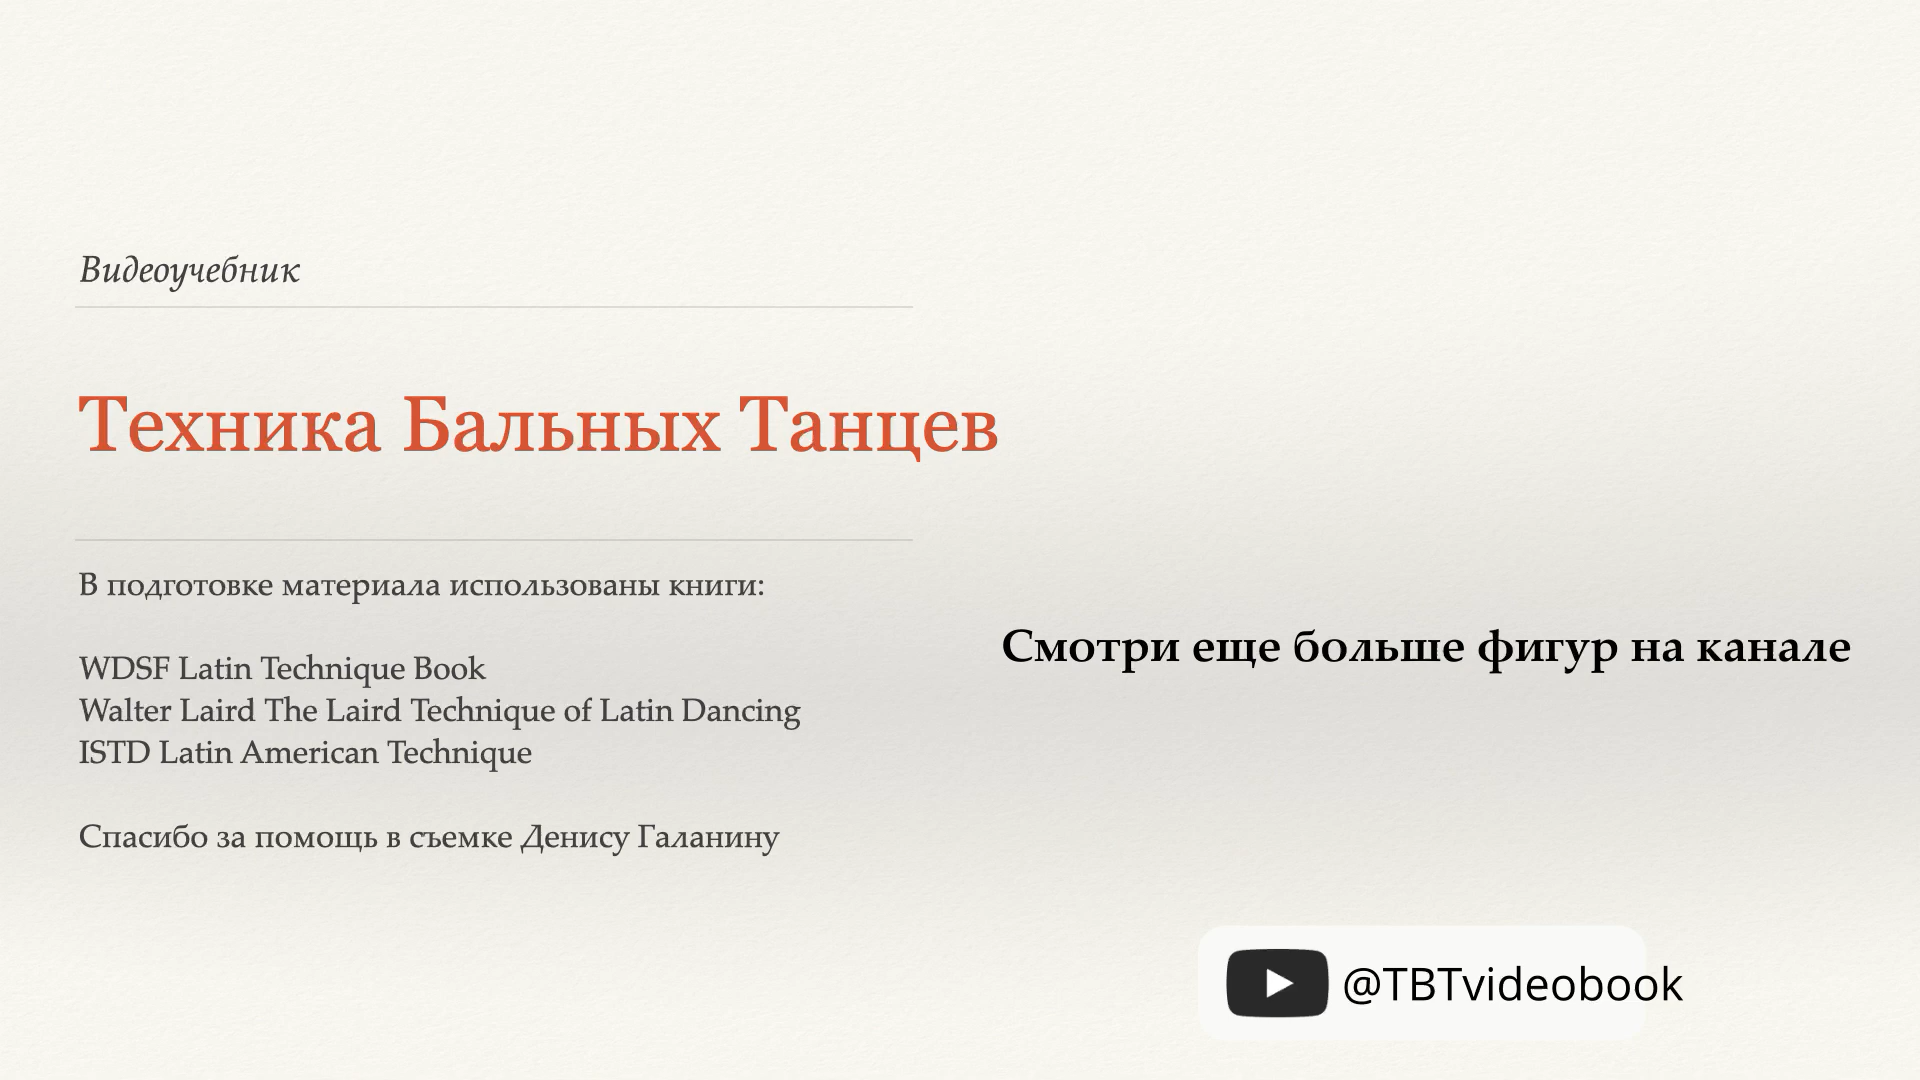 Видеоучебник
Техника Бальных Танцев
В подготовке материала использованы книги:
WDSF Latin Technique Book
Walter Laird The Laird Technique of Latin Dancing
ISTD Latin American Technique
Спасибо за помощь в съемке Денису Галанину
Смотри еще больше фигур на канале
@TBTvideobook